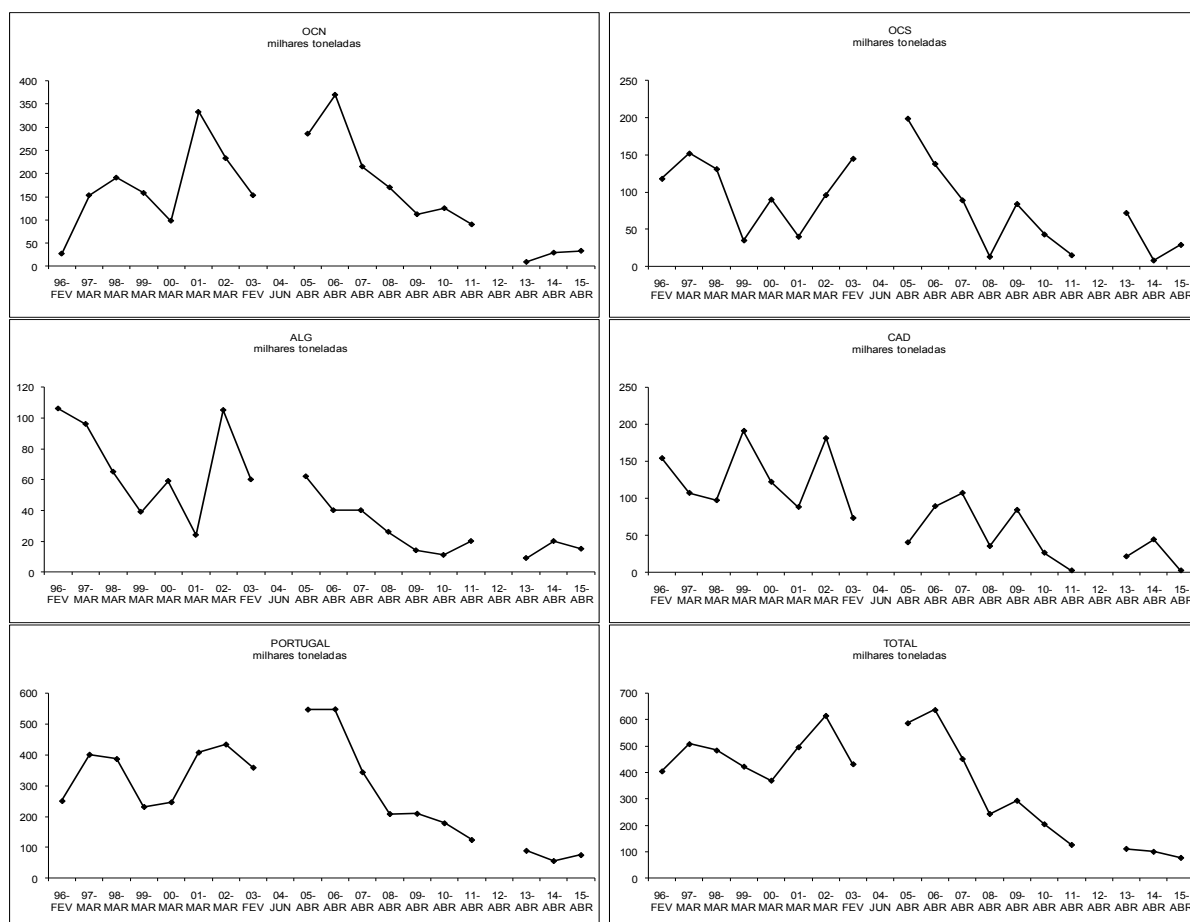 OCN
milhares toneladas
400
350
300
250
200
150
100
50
0
96- 97- 98- 99- 00- 01- 02- 03- 04- 05- 06- 07- 08- 09- 10- 11- 12- 13- 14- 15-
FEV MAR MAR MAR MAR MAR MAR FEV JUN ABR ABR ABR ABR ABR ABR ABR ABR ABR ABR ABR
OCS
milhares toneladas
250
200
150
100
50
0
96- 97- 98- 99- 00- 01- 02- 03- 04- 05- 06- 07- 08- 09- 10- 11- 12- 13- 14- 15-
FEV MAR MAR MAR MAR MAR MAR FEV JUN ABR ABR ABR ABR ABR ABR ABR ABR ABR ABR ABR
ALG
milhares toneladas
120
100
80
60
40
20
0
96- 97- 98- 99- 00- 01- 02- 03- 04- 05- 06- 07- 08- 09- 10- 11- 12- 13- 14- 15-
FEV MAR MAR MAR MAR MAR MAR FEV JUN ABR ABR ABR ABR ABR ABR ABR ABR ABR ABR ABR
CAD
milhares toneladas
250
200
150
100
50
0
96- 97- 98- 99- 00- 01- 02- 03- 04- 05- 06- 07- 08- 09- 10- 11- 12- 13- 14- 15-
FEV MAR MAR MAR MAR MAR MAR FEV JUN ABR ABR ABR ABR ABR ABR ABR ABR ABR ABR ABR
PORTUGAL
milhares toneladas
600
500
400
300
200
100
0
96- 97- 98- 99- 00- 01- 02- 03- 04- 05- 06- 07- 08- 09- 10- 11- 12- 13- 14- 15-
FEV MAR MAR MAR MAR MAR MAR FEV JUN ABR ABR ABR ABR ABR ABR ABR ABR ABR ABR ABR
TOTAL
milhares toneladas
700
600
500
400
300
200
100
0
96- 97- 98- 99- 00- 01- 02- 03- 04- 05- 06- 07- 08- 09- 10- 11- 12- 13- 14- 15-
FEV MAR MAR MAR MAR MAR MAR FEV JUN ABR ABR ABR ABR ABR ABR ABR ABR ABR ABR ABR